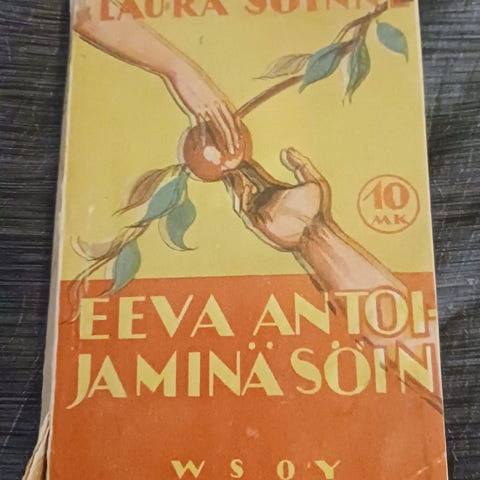 LAURA SOINNE
10
MK
EEVA ANTOI-
JA MINÄ SÖIN
WSOY